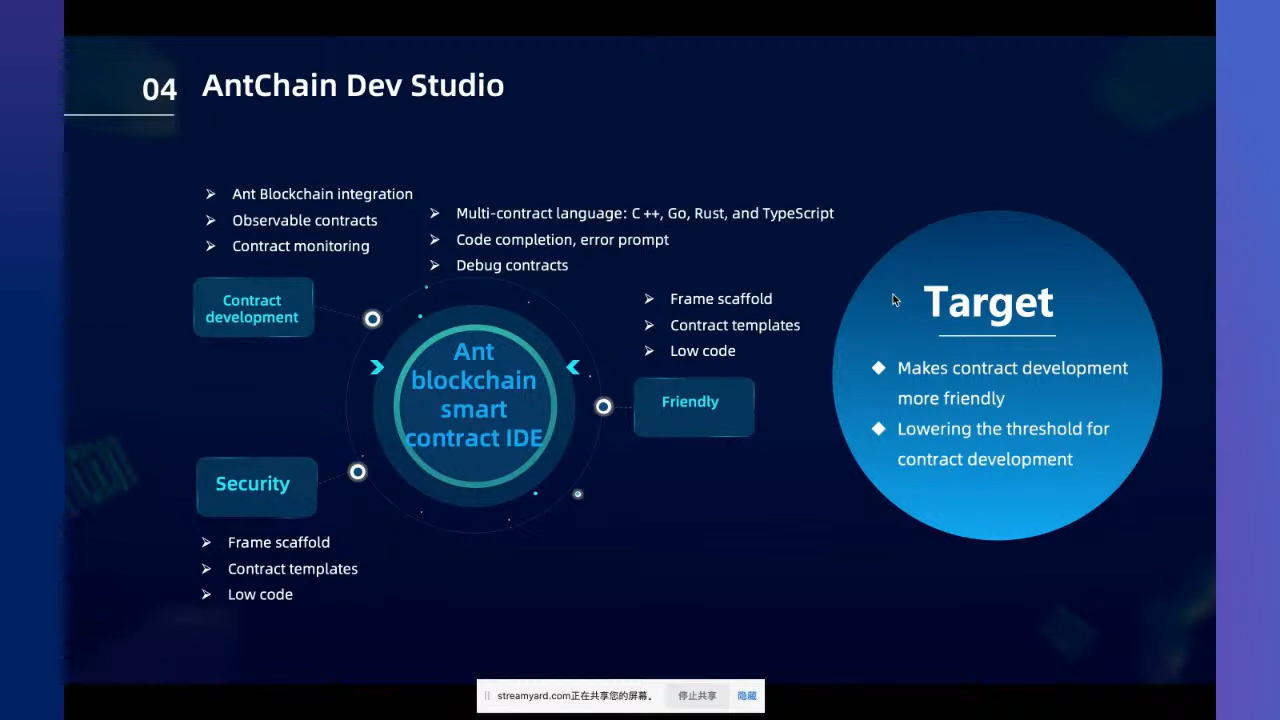 04 AntChain Dev Studio
Ant Blockchain integration
Observable contracts
Contract monitoring
Multi-contract language: C ++, Go, Rust, and TypeScript
Code completion, error prompt
Debug contracts
Contract
development
Frame scaffold
Contract templates
Low code
Friendly
Ant
blockchain
smart
contract IDE
Security
Frame scaffold
Contract templates
Low code
Target
Makes contract development
more friendly
Lowering the threshold for
contract development
streamyard.com正在共享您的屏幕。 停止共享 隐藏